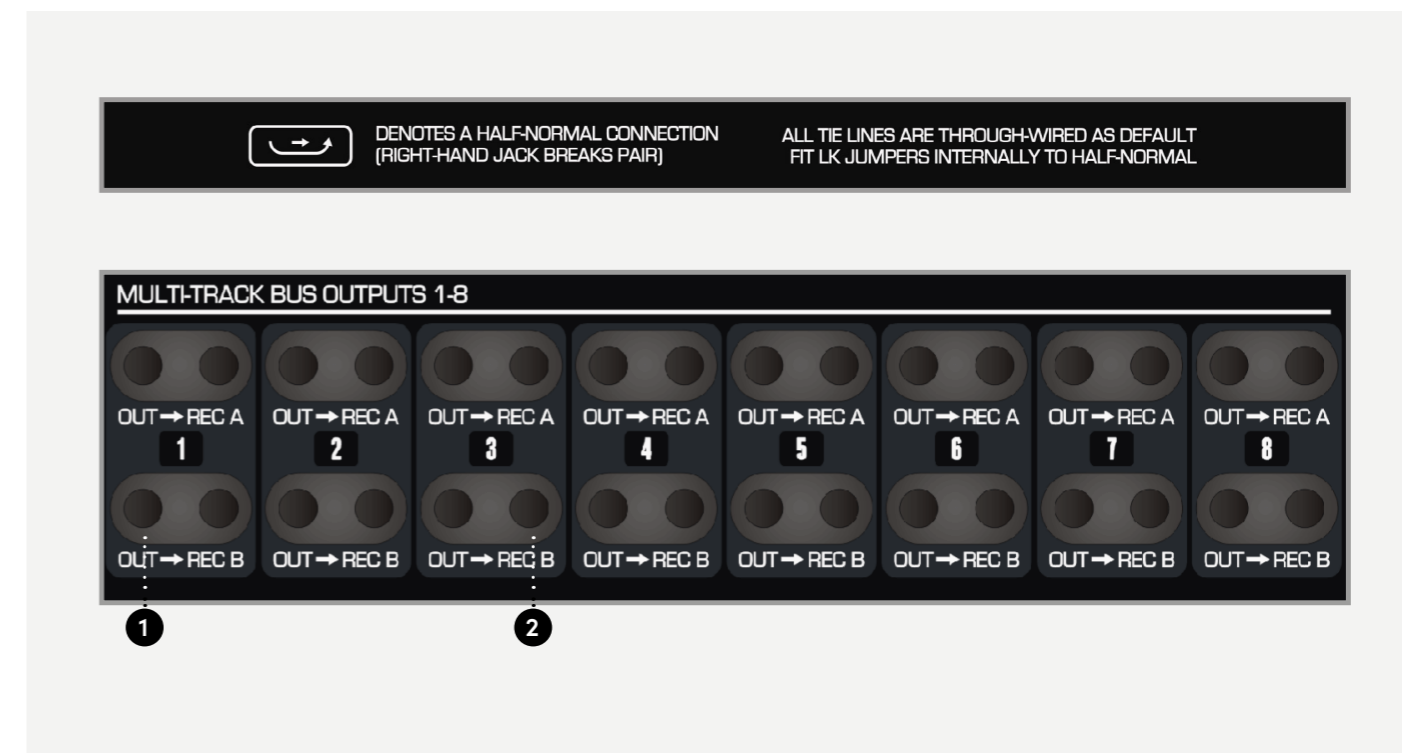 DENOTES A HALF-NORMAL CONNECTION
(RIGHT-HAND JACK BREAKS PAIR)
ALL TIE LINES ARE THROUGH-WIRED AS DEFAULT
FIT LK JUMPERS INTERNALLY TO HALF-NORMAL
MULTI-TRACK BUS OUTPUTS 1-8
OUT→REC A OUT→REC A OUT→REC A OUT→REC A OUT→REC A OUT→REC A OUT→REC A OUT→REC A
1 2 3 4 5 6 7 8
OUT→REC B OUT→REC B OUT→REC B OUT→REC B OUT→REC B OUT→REC B OUT→REC B OUT→REC B
1 2